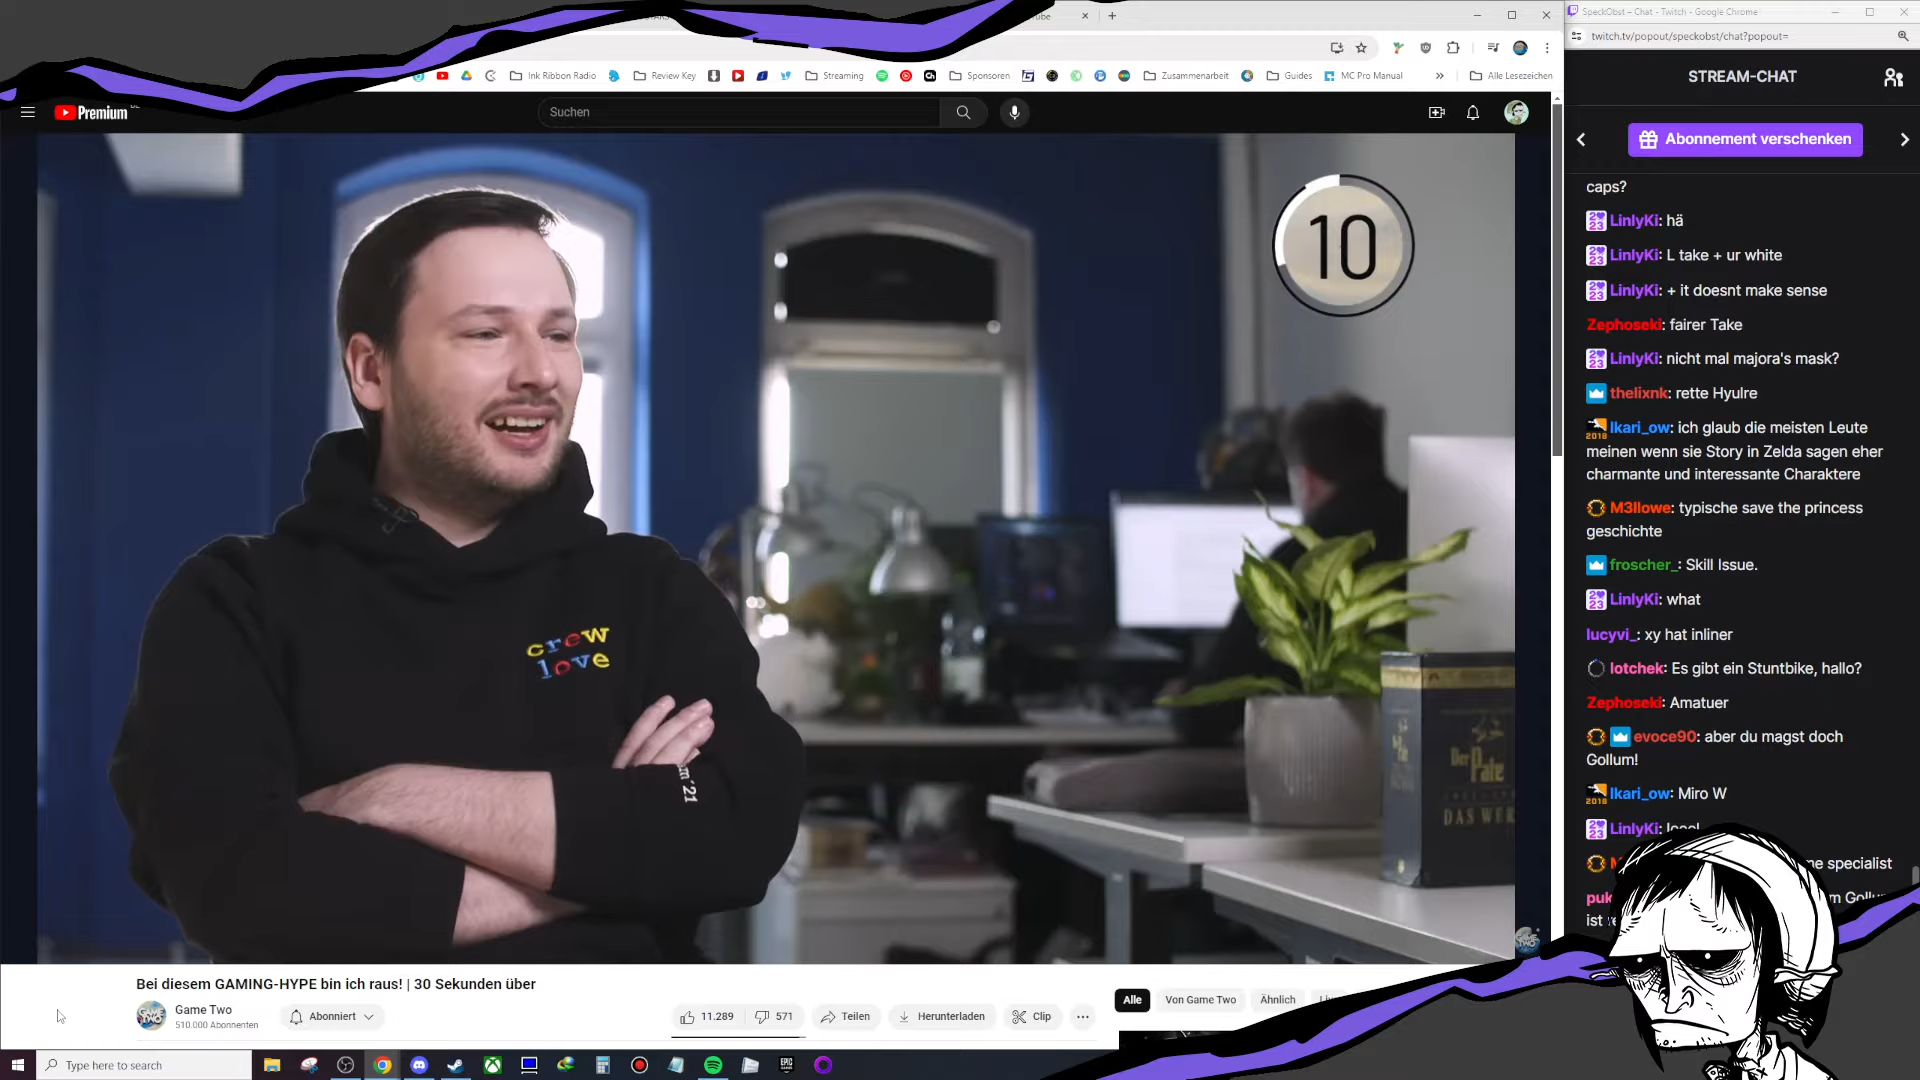 SpeckObst – Chat - Twitch - Google Chrome
twitch.tv/popout/speckobst/chat?popout=
Ink Ribbon Radio
Review Key
Streaming
Sponsoren
Zusammenarbeit
Guides
MC Pro Manual
»
Alle Lesezeichen
Premium
Suchen
10
crew
love
Der Pate
DAS WER
Bei diesem GAMING-HYPE bin ich raus! | 30 Sekunden über
Game Two
510.000 Abonnenten
Abonniert
11.289
571
Teilen
Herunterladen
Clip
Alle
Von Game Two
Ähnlich
Type here to search
STREAM-CHAT
Abonnement verschenken
caps?
LinlyKi: hä
LinlyKi: L take + ur white
LinlyKi: + it doesnt make sense
Zephoseki: fairer Take
LinlyKi: nicht mal majora's mask?
thelixnk: rette Hyulre
Ikari_ow: ich glaub die meisten Leute
meinen wenn sie Story in Zelda sagen eher
charmante und interessante Charaktere
M3llowe: typische save the princess
geschichte
froscher_: Skill Issue.
LinlyKi: what
lucyvi_: xy hat inliner
lotchek: Es gibt ein Stuntbike, hallo?
Zephoseki: Amatuer
evoce90: aber du magst doch
Gollum!
Ikari_ow: Miro W
LinlyKi:
specialist
ist